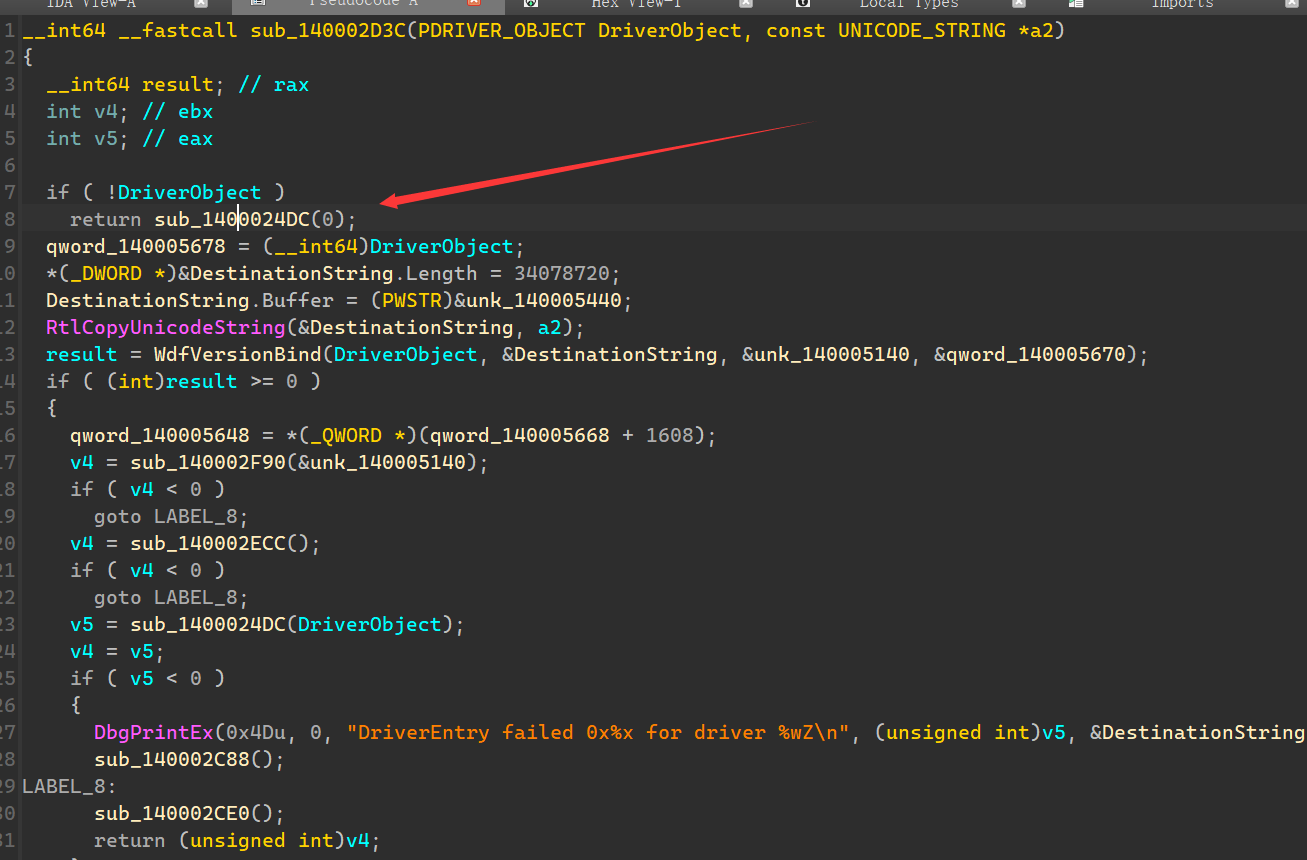 IDA View-A Pseudocode A Hex View-1 Local Types Imports
1 __int64 __fastcall sub_140002D3C(PDRIVER_OBJECT DriverObject, const UNICODE_STRING *a2)
2 {
3 __int64 result; // rax
4 int v4; // ebx
5 int v5; // eax
6
7 if ( !DriverObject )
8 return sub_1400024DC(0);
9 qword_140005678 = (__int64)DriverObject;
10 *(_DWORD *)&DestinationString.Length = 34078720;
11 DestinationString.Buffer = (PWSTR)&unk_140005440;
12 RtlCopyUnicodeString(&DestinationString, a2);
13 result = WdfVersionBind(DriverObject, &DestinationString, &unk_140005140, &qword_140005670);
14 if ( (int)result >= 0 )
15 {
16 qword_140005648 = *(_QWORD *)(qword_140005668 + 1608);
17 v4 = sub_140002F90(&unk_140005140);
18 if ( v4 < 0 )
19 goto LABEL_8;
20 v4 = sub_140002ECC();
21 if ( v4 < 0 )
22 goto LABEL_8;
23 v5 = sub_1400024DC(DriverObject);
24 v4 = v5;
25 if ( v5 < 0 )
26 {
27 DbgPrintEx(0x4Du, 0, "DriverEntry failed 0x%x for driver %wZ\n", (unsigned int)v5, &DestinationString
28 sub_140002C88();
29 LABEL_8:
30 sub_140002CE0();
31 return (unsigned int)v4;